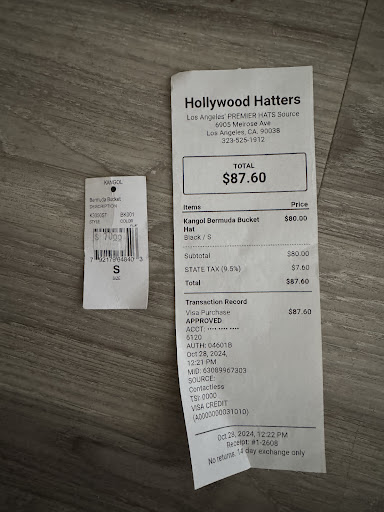 KANGOL
Bermuda Bucket
DESCRIPTION
BK001
STYLE COLOR
S
SIZE
Hollywood Hatters
Los Angeles' PREMIER HATS Source
6905 Melrose Ave
Los Angeles, CA, 90038
323-525-1912
TOTAL
$87.60
Items Price
Kangol Bermuda Bucket $80.00
Hat
Black / S
Subtotal $80.00
STATE TAX (9.5%) $7.60
Total $87.60
Transaction Record
Visa Purchase $87.60
APPROVED
ACCT: •••• •••• ••••
6120
AUTH: 04601B
Oct 28, 2024,
12:21 PM
MID: 63089967303
SOURCE:
Contactless
TSI: 0000
VISA CREDIT
(A0000000031010)
Oct 28, 2024, 12:22 PM
Receipt: #1-2608
No returns, 14 day exchange only